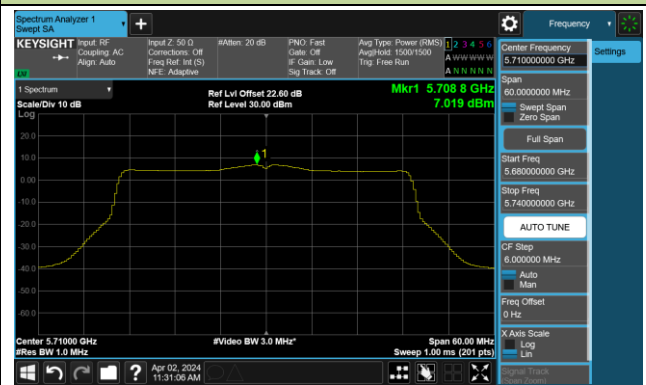 Spectrum Analyzer 1
Swept SA
Frequency
KEYSIGHT
Input: RF
Coupling: AC
Align: Auto
Input Z: 50 Ω
Corrections: Off
Freq Ref: Int (S)
NFE: Adaptive
#Atten: 20 dB
PNO: Fast
Gate: Off
IF Gain: Low
Sig Track: Off
Avg Type: Power (RMS)
Avg|Hold: 1500/1500
Trig: Free Run
1 2 3 4 5 6
A W W W W W
A N N N N N
1 Spectrum
Scale/Div 10 dB
Log
Ref Lvl Offset 22.60 dB
Ref Level 30.00 dBm
Mkr1 5.708 8 GHz
7.019 dBm
1
20.0
10.0
0.00
-10.0
-20.0
-30.0
-40.0
-50.0
-60.0
Center 5.71000 GHz
#Res BW 1.0 MHz
#Video BW 3.0 MHz*
Span 60.00 MHz
Sweep 1.00 ms (201 pts)
Apr 02, 2024
11:31:06 AM
Center Frequency
5.710000000 GHz
Settings
Span
60.0000000 MHz
Swept Span
Zero Span
Full Span
Start Freq
5.680000000 GHz
Stop Freq
5.740000000 GHz
AUTO TUNE
CF Step
6.000000 MHz
Auto
Man
Freq Offset
0 Hz
X Axis Scale
Log
Lin
Signal Track
(Span Zoom)